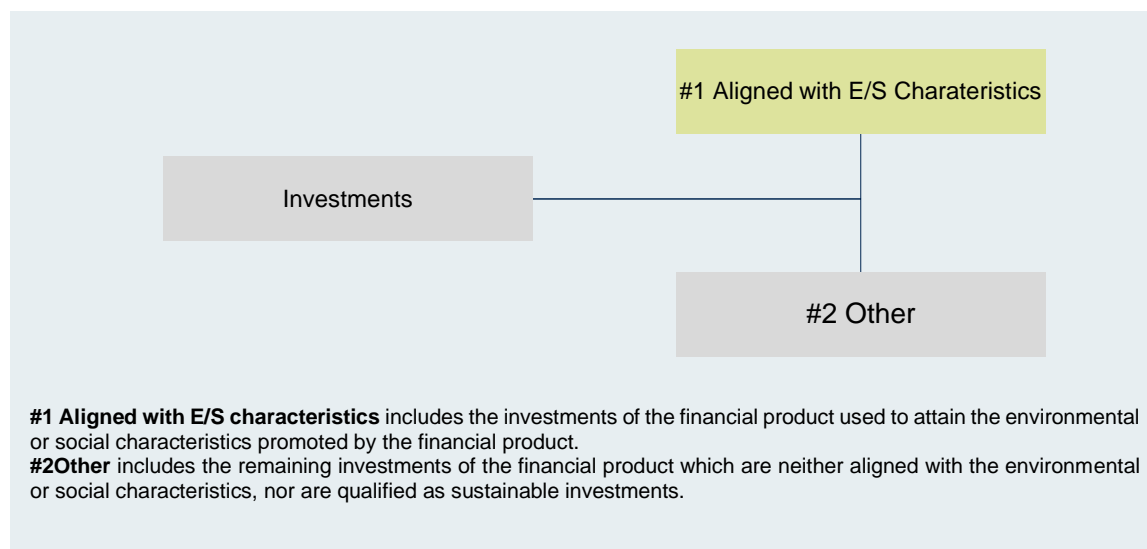 #1 Aligned with E/S Charateristics
Investments
#2 Other
#1 Aligned with E/S characteristics includes the investments of the financial product used to attain the environmental
or social characteristics promoted by the financial product.
#2Other includes the remaining investments of the financial product which are neither aligned with the environmental
or social characteristics, nor are qualified as sustainable investments.